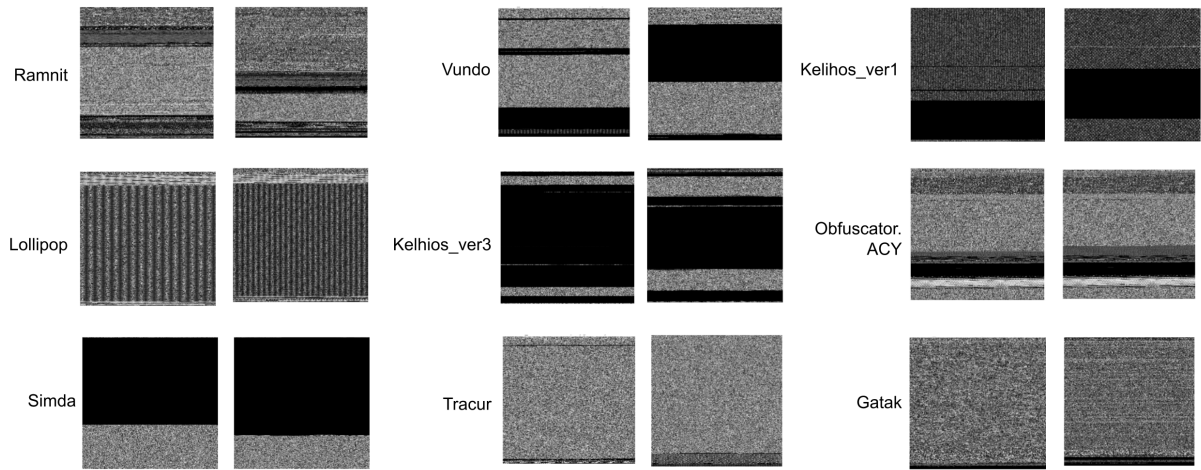 Ramnit
Vundo
Kelihos_ver1
Lollipop
Kelhios_ver3
Obfuscator.
ACY
Simda
Tracur
Gatak